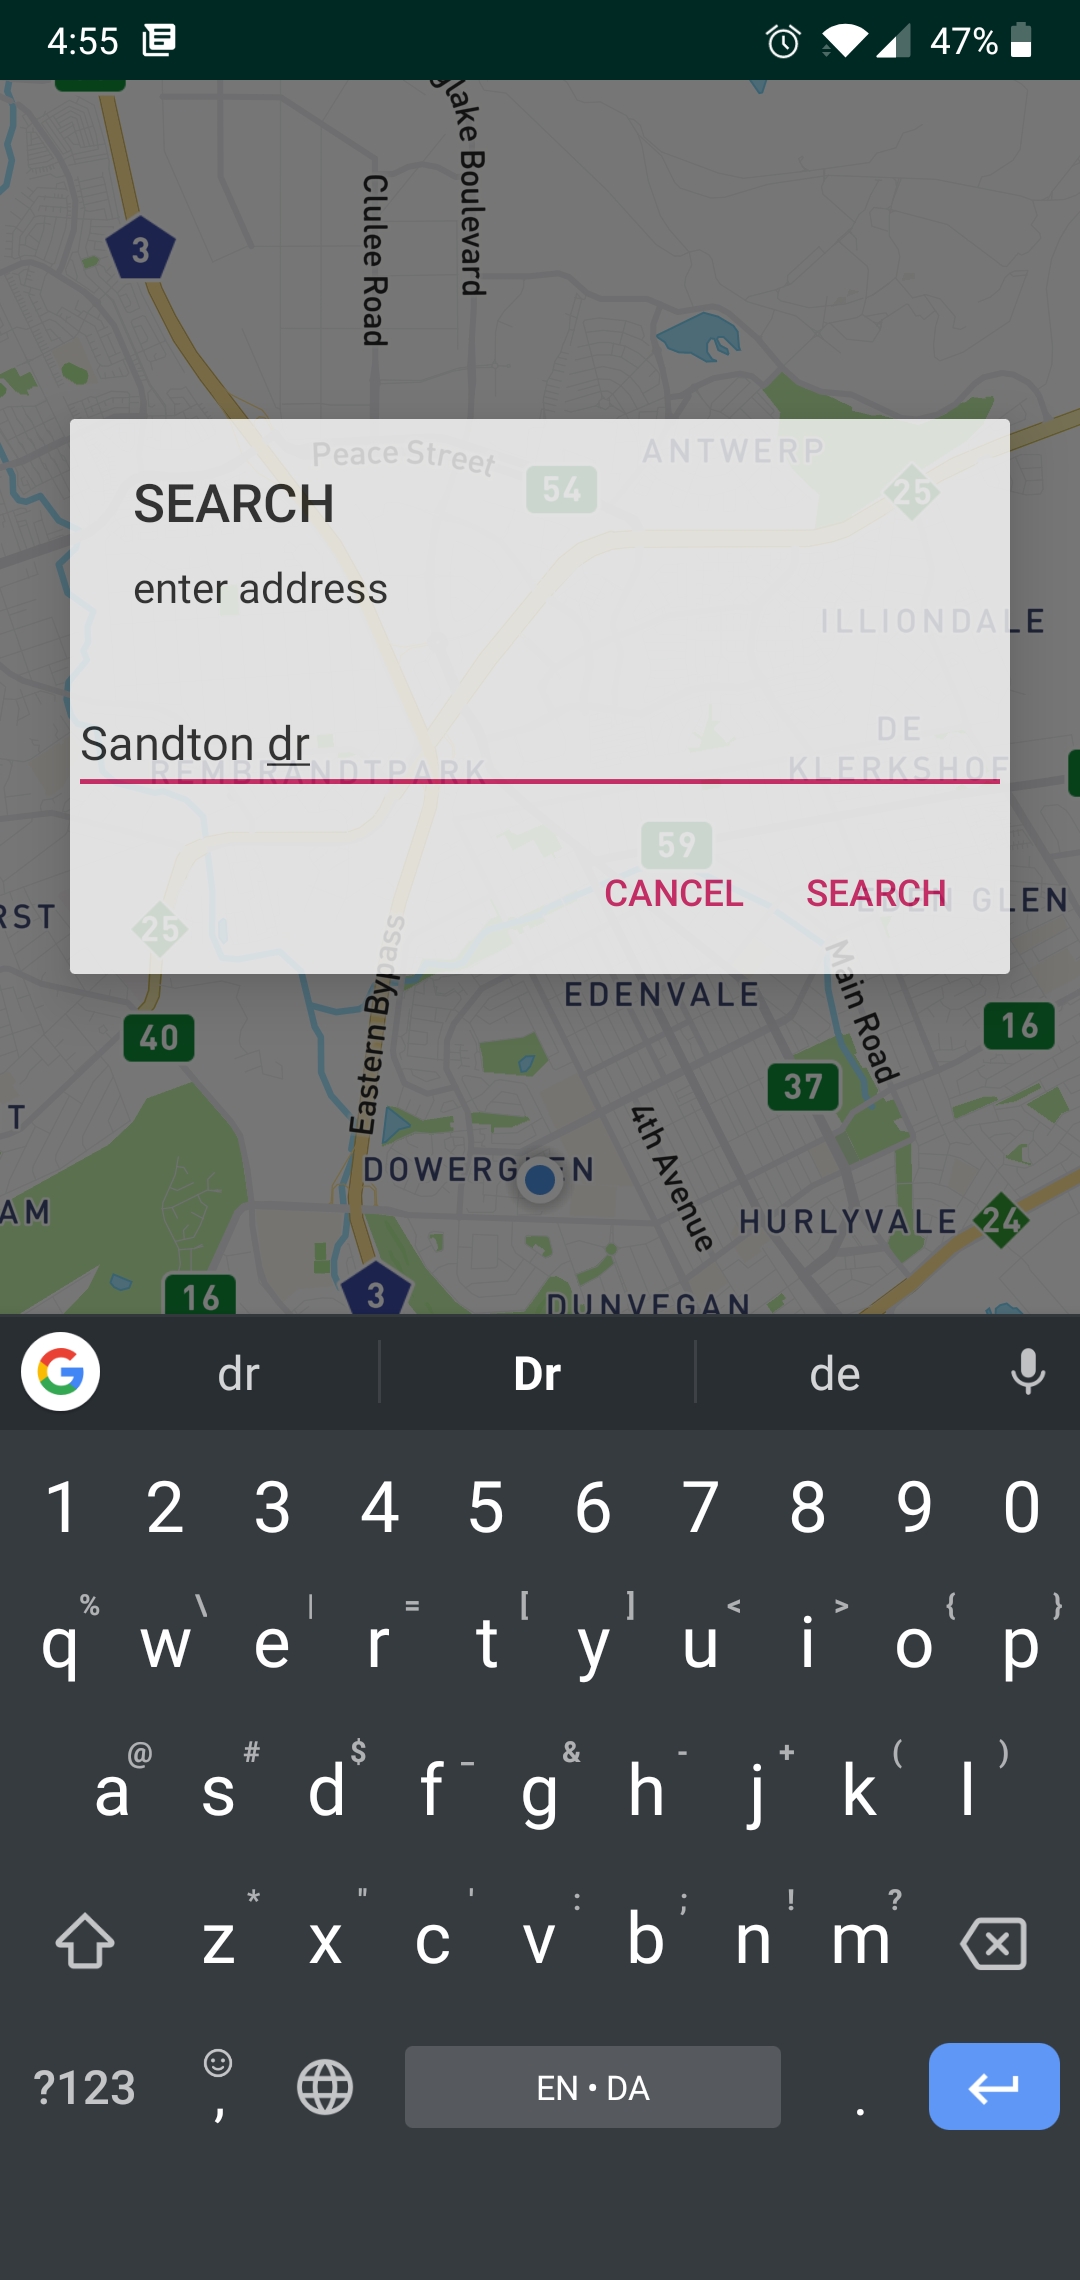 4:55
47%
glake Boulevard
Clulee Road
3
Peace Street
ANTWERP
54
25
SEARCH
enter address
ILLIONDALE
Sandton dr
DE
KLERKSHOF
REMBRANDTPARK
59
CANCEL
SEARCH
EDEN GLEN
RST
25
Eastern Bypass
Main Road
EDENVALE
40
16
37
T
4th Avenue
DOWERGLEN
AM
HURLYVALE
24
16
3
DUNVEGAN
G
dr
Dr
de
1 2 3 4 5 6 7 8 9 0
% \ | = [ ] < > { }
q w e r t y u i o p
@ # $ _ & - + ( )
a s d f g h j k l
* " ' : ; ! ?
z x c v b n m
?123 , EN • DA .